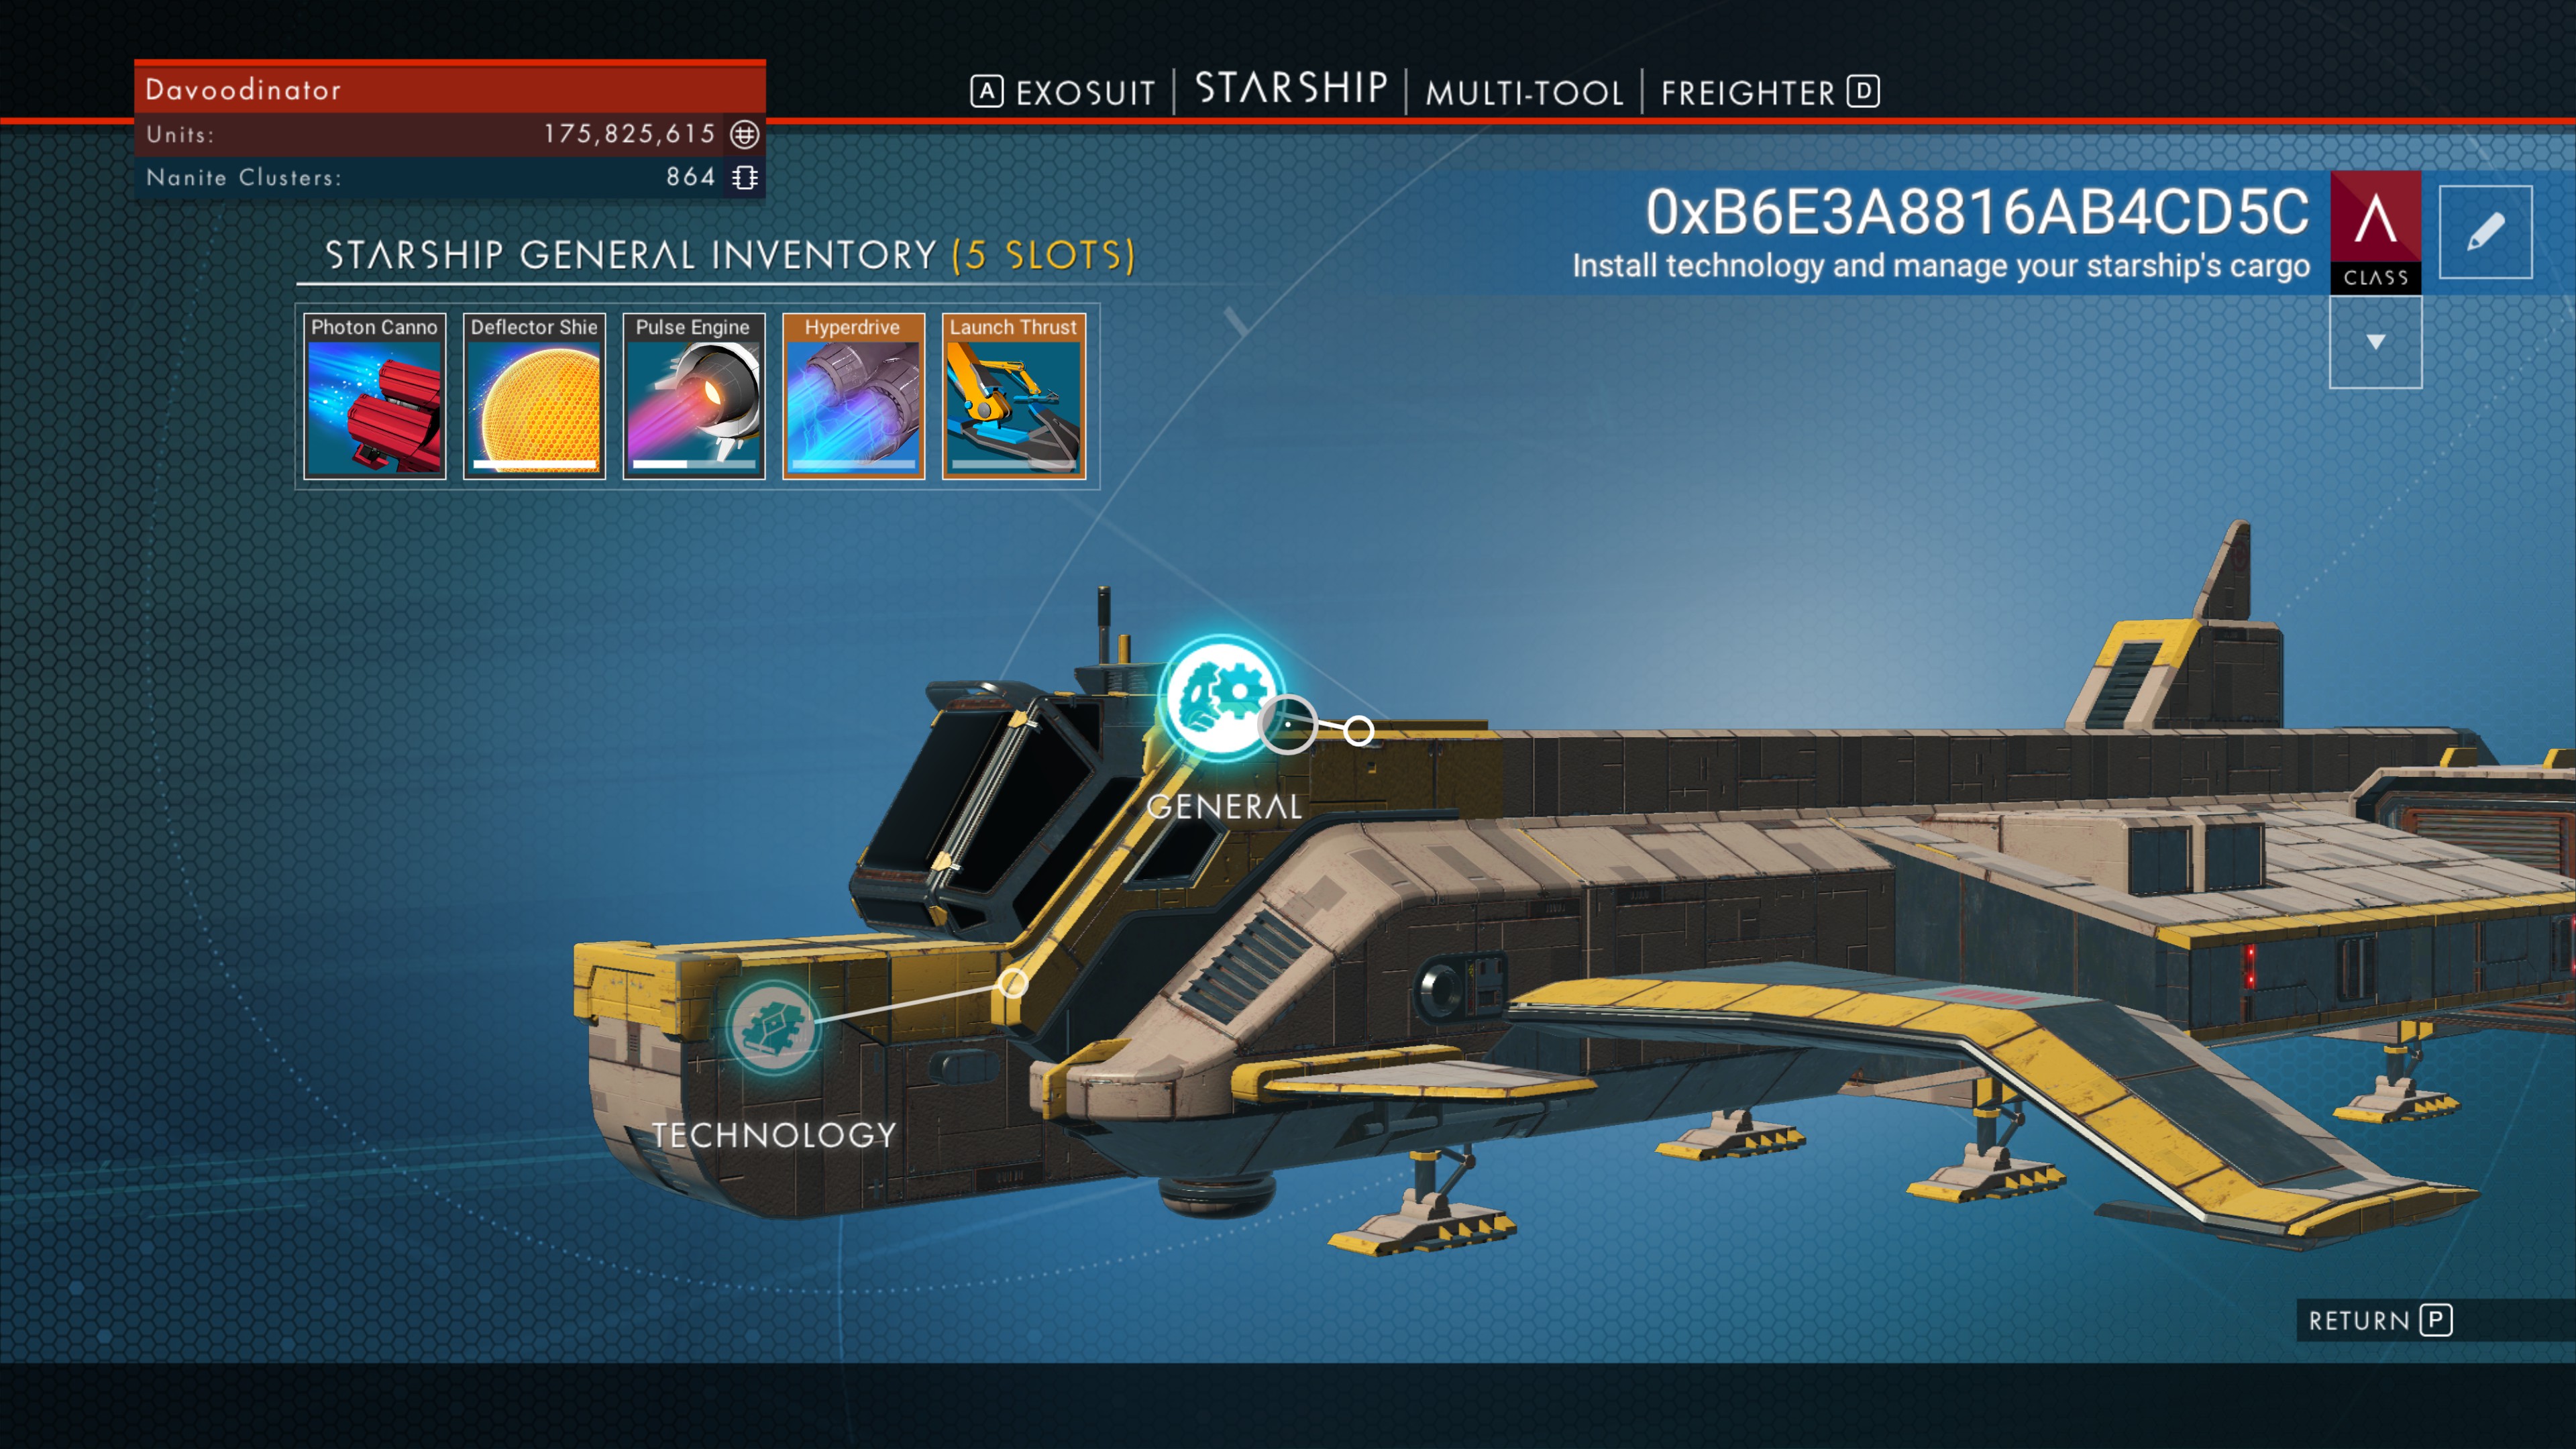 Davoodinator
Units: 175,825,615
Nanite Clusters: 864
A EXOSUIT STARSHIP MULTI-TOOL FREIGHTER D
0xB6E3A8816AB4CD5C
Install technology and manage your starship's cargo
A
CLASS
STARSHIP GENERAL INVENTORY (5 SLOTS)
Photon Canno
Deflector Shie
Pulse Engine
Hyperdrive
Launch Thrust
GENERAL
TECHNOLOGY
RETURN P